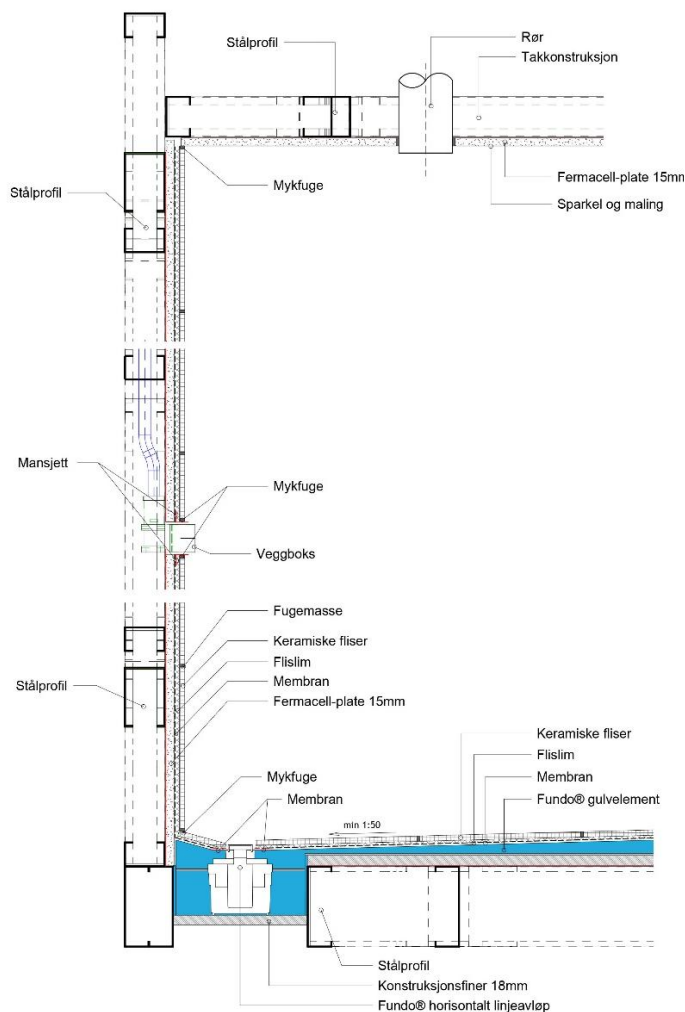 Stålprofil
Rør
Takkonstruksjon
Mykfuge
Fermacell-plate 15mm
Sparkel og maling
Stålprofil
Mansjett
Mykfuge
Veggboks
Fugemasse
Keramiske fliser
Flislim
Membran
Fermacell-plate 15mm
Stålprofil
Keramiske fliser
Flislim
Membran
Fundo® gulvelement
Mykfuge
Membran
min 1:50
Stålprofil
Konstruksjonsfiner 18mm
Fundo® horisontalt linjeavløp